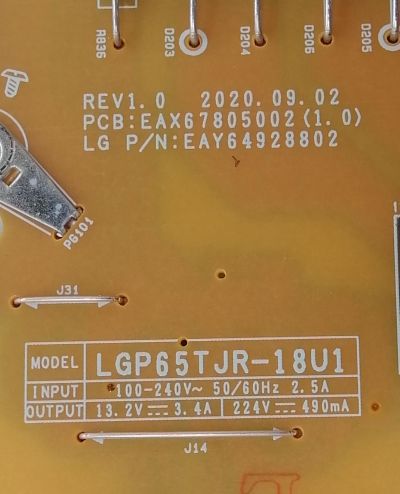 R836 D203 D204 D206 D205
REV1.0 2020.09.02
PCB:EAX67805002(1.0)
LG P/N:EAY64928802
PG101
J31
MODEL LGP65TJR-18U1
INPUT 100-240V~ 50/60Hz 2.5A
OUTPUT 13.2V⎓3.4A 224V⎓490mA
J14